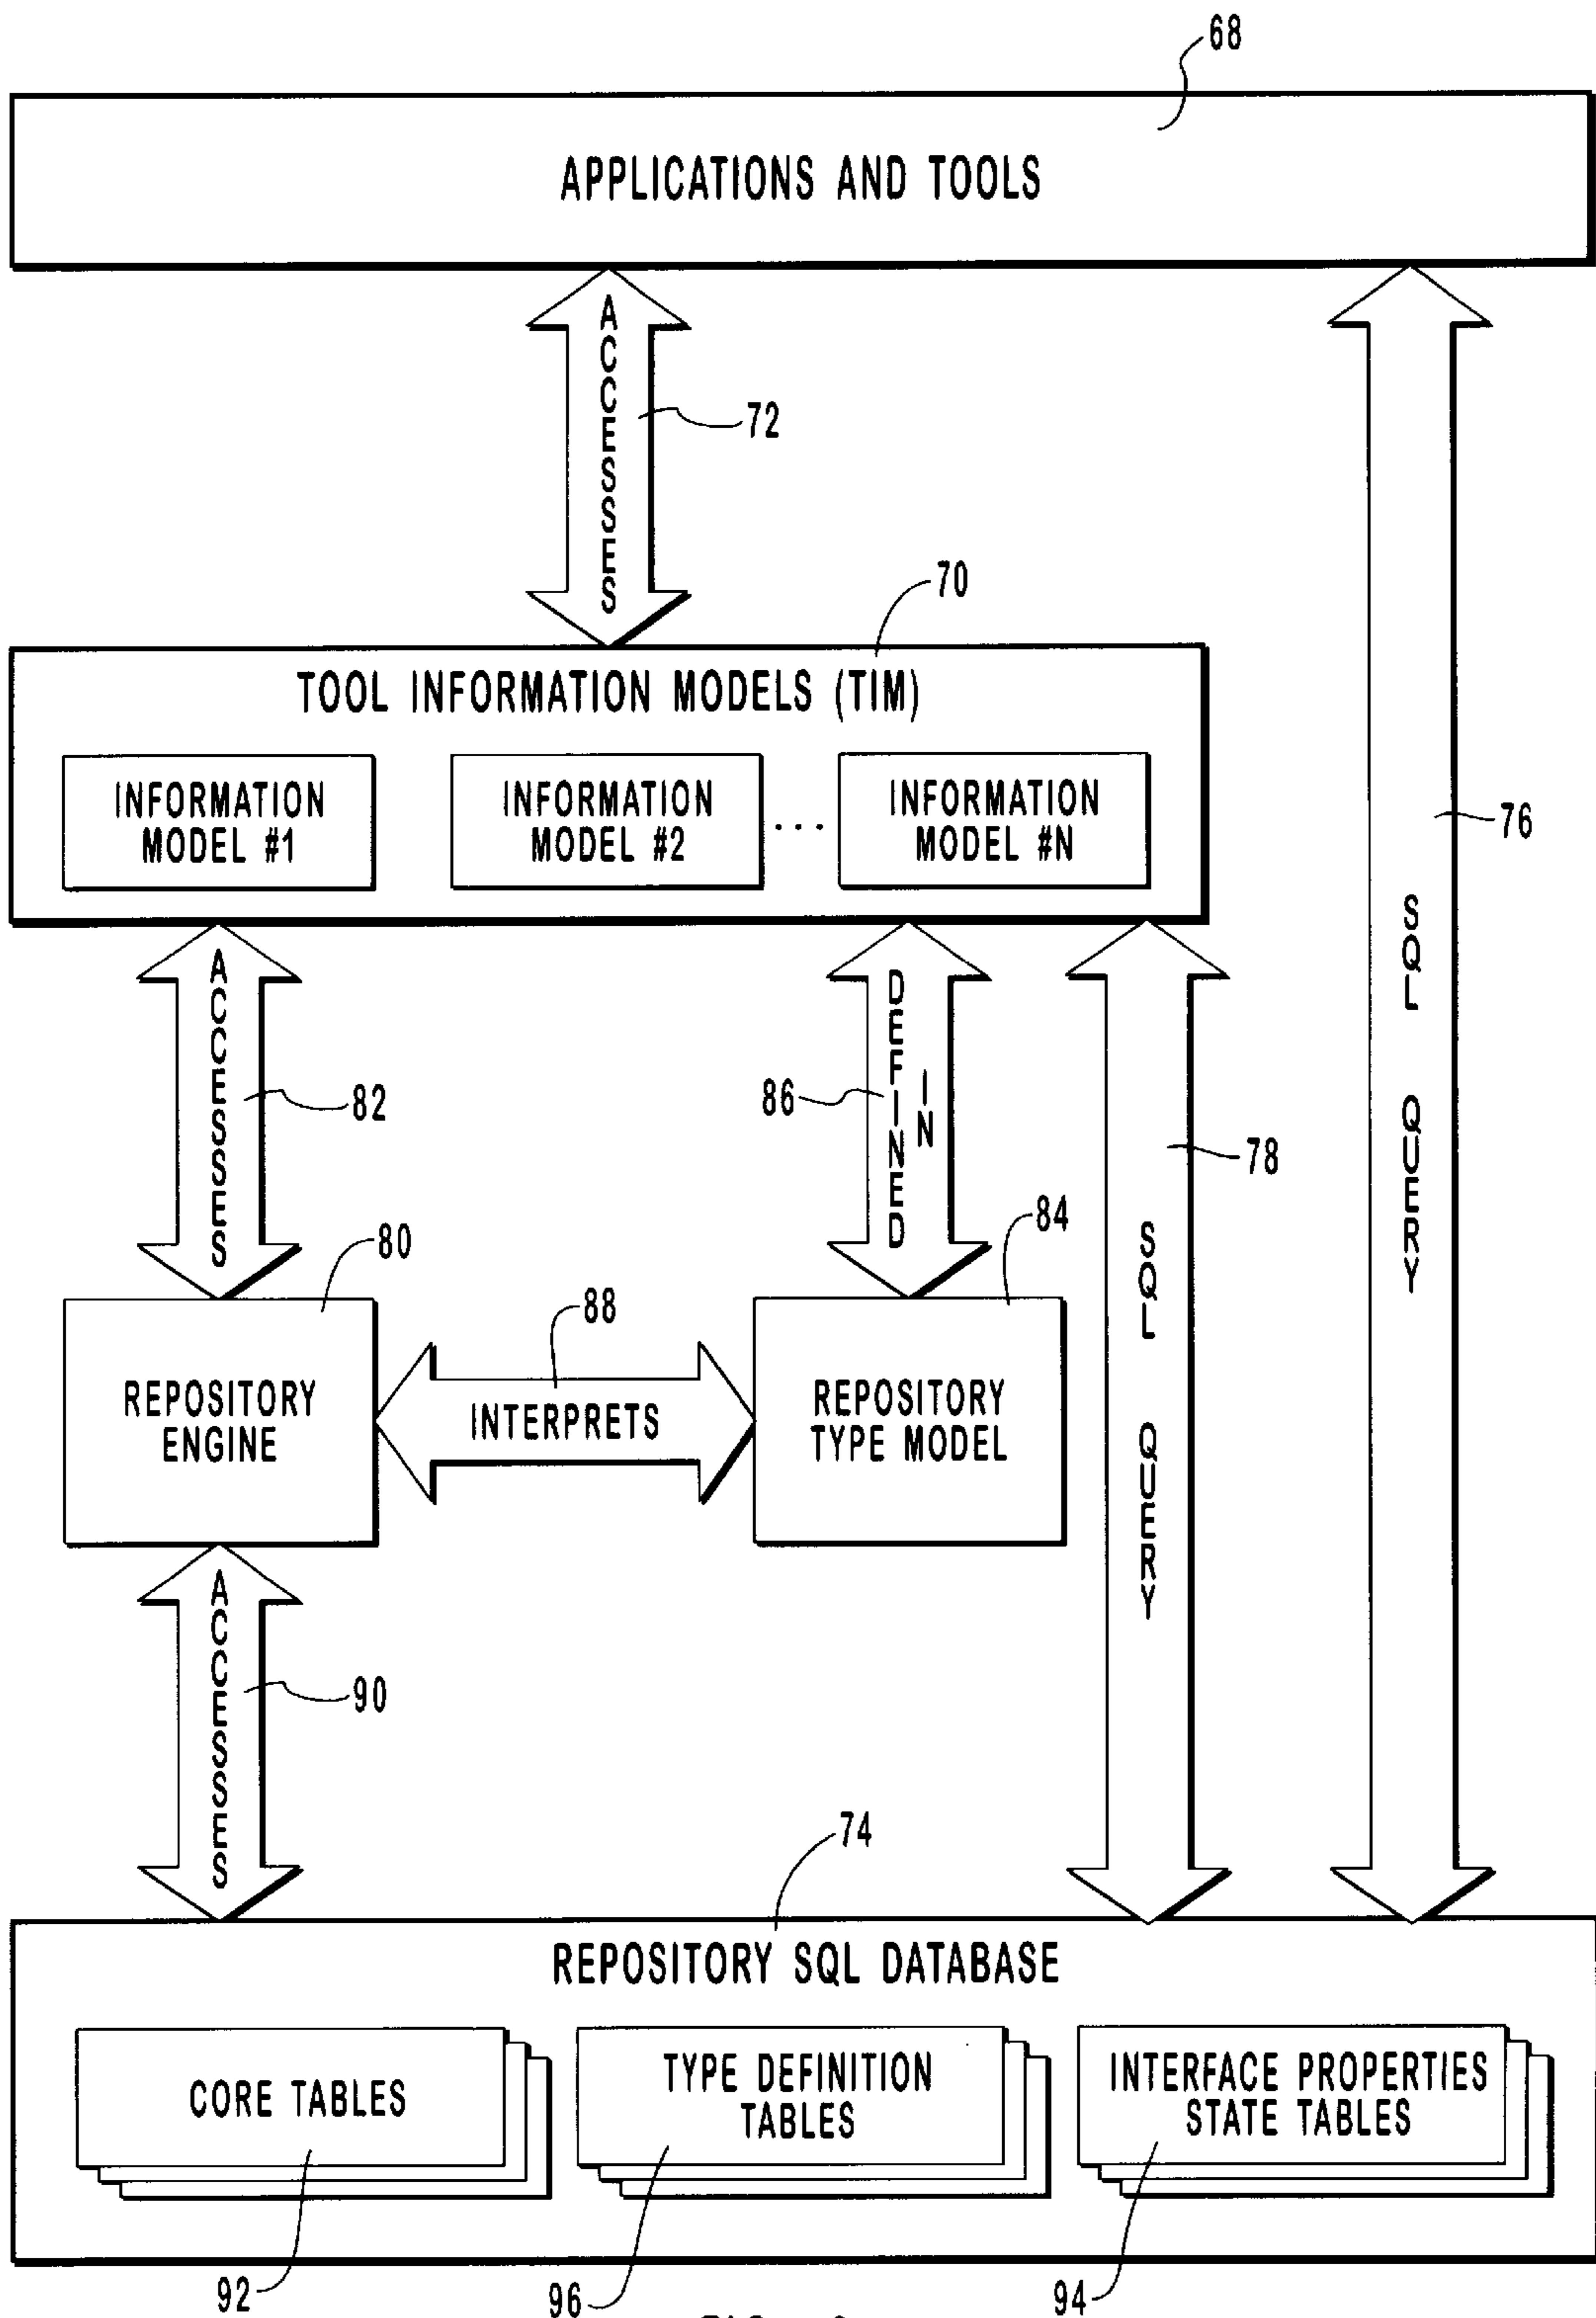 68
APPLICATIONS AND TOOLS
ACCESSES
72
70
TOOL INFORMATION MODELS (TIM)
INFORMATION
MODEL #1
INFORMATION
MODEL #2
...
INFORMATION
MODEL #N
76
SQL QUERY
ACCESSES
82
86
DEFINED
IN
78
SQL QUERY
80
84
88
REPOSITORY
ENGINE
INTERPRETS
REPOSITORY
TYPE MODEL
ACCESSES
90
74
REPOSITORY SQL DATABASE
CORE TABLES
TYPE DEFINITION
TABLES
INTERFACE PROPERTIES
STATE TABLES
92
96
94